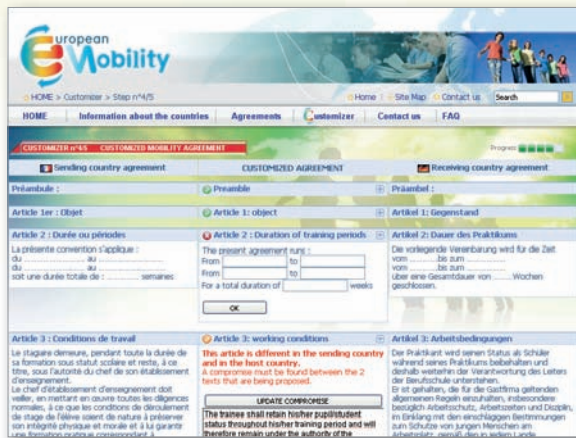 european
Mobility
HOME > Customizer > Step n°4/5
Home Site Map Contact us Search
HOME Information about the countries Agreements Customizer Contact us FAQ
CUSTOMIZER n°4/5 CUSTOMIZED MOBILITY AGREEMENT
Progress:
Sending country agreement
CUSTOMIZED AGREEMENT
Receiving country agreement
Préambule :
Preamble
Präambel :
Article 1er : Objet
Article 1: object
Artikel 1: Gegenstand
Article 2 : Durée ou périodes
La présente convention s'applique :
du .................. au ..................
du .................. au ..................
soit une durée totale de : ............ semaines
Article 2 : Duration of training periods
The present agreement runs :
From to
From to
For a total duration of weeks
OK
Artikel 2: Dauer des Praktikums
Die vorliegende Vereinbarung wird für die Zeit
vom ............bis zum ............
vom ............bis zum ............
über eine Gesamtdauer von ........ Wochen
geschlossen.
Article 3 : Conditions de travail
Le stagiaire demeure, pendant toute la durée de
sa formation sous statut scolaire et reste, à ce
titre, sous l'autorité du chef de son établissement
d'enseignement.
Le chef d'établissement d'enseignement doit
veiller, en mettant en œuvre toutes les diligences
normales, à ce que les conditions de déroulement
de stage de l'élève soient de nature à préserver
son intégrité physique et morale et à lui garantir
une formation pratique correspondant à
Article 3: working conditions
This article is different in the sending country
and in the host country.
A compromise must be found between the 2
texts that are being proposed.
UPDATE COMPROMISE
The trainee shall retain his/her pupil/student
status throughout his/her training period and will
therefore remain under the authority of the
Artikel 3: Arbeitsbedingungen
Der Praktikant wird seinen Status als Schüler
während seines Praktikums beibehalten und
deshalb weiterhin der Verantwortung des Leiters
der Berufsschule unterstehen.
Er ist gehalten, die für die Gastfirma geltenden
allgemeinen Regeln einzuhalten, insbesondere
bezüglich Arbeitsschutz, Arbeitszeiten und Disziplin,
im Einklang mit den einschlägigen Bestimmungen
zum Schutze von jungen Menschen am
Arbeitsplatz, gemäß den in jedem Lande